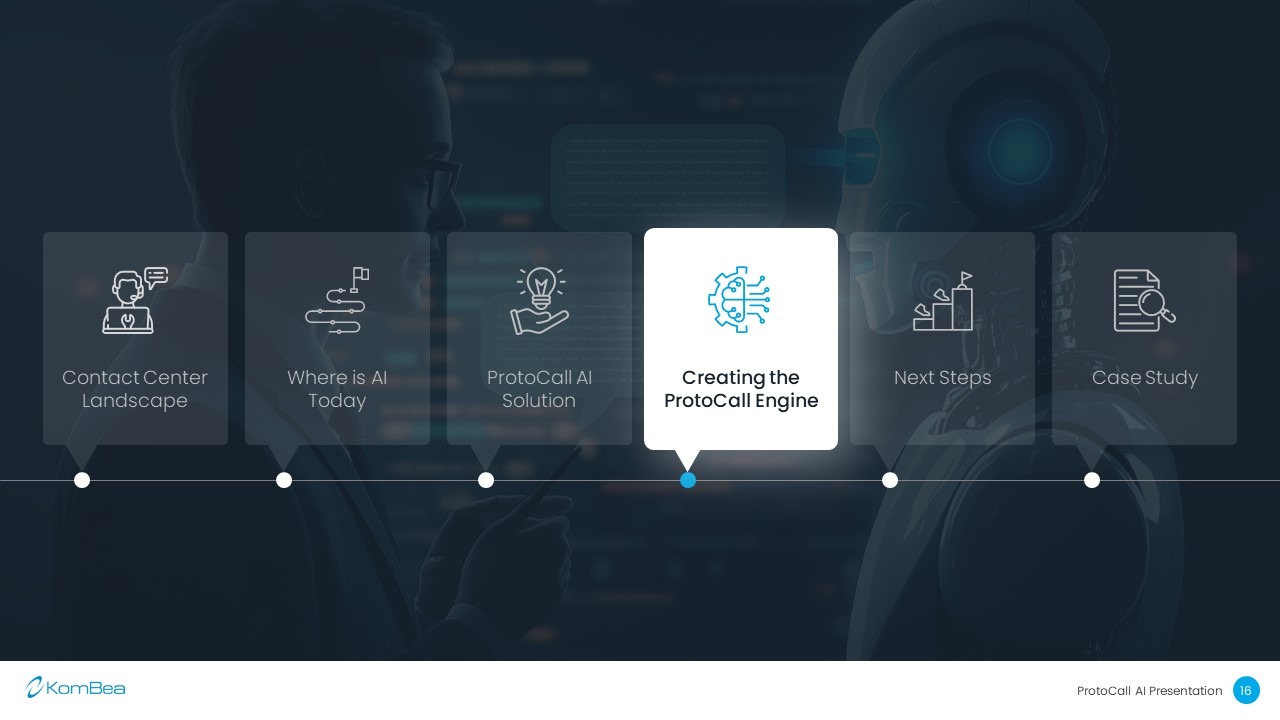 Contact Center
Landscape
Where is AI
Today
ProtoCall AI
Solution
Creating the
ProtoCall Engine
Next Steps
Case Study
KomBea
ProtoCall AI Presentation
16